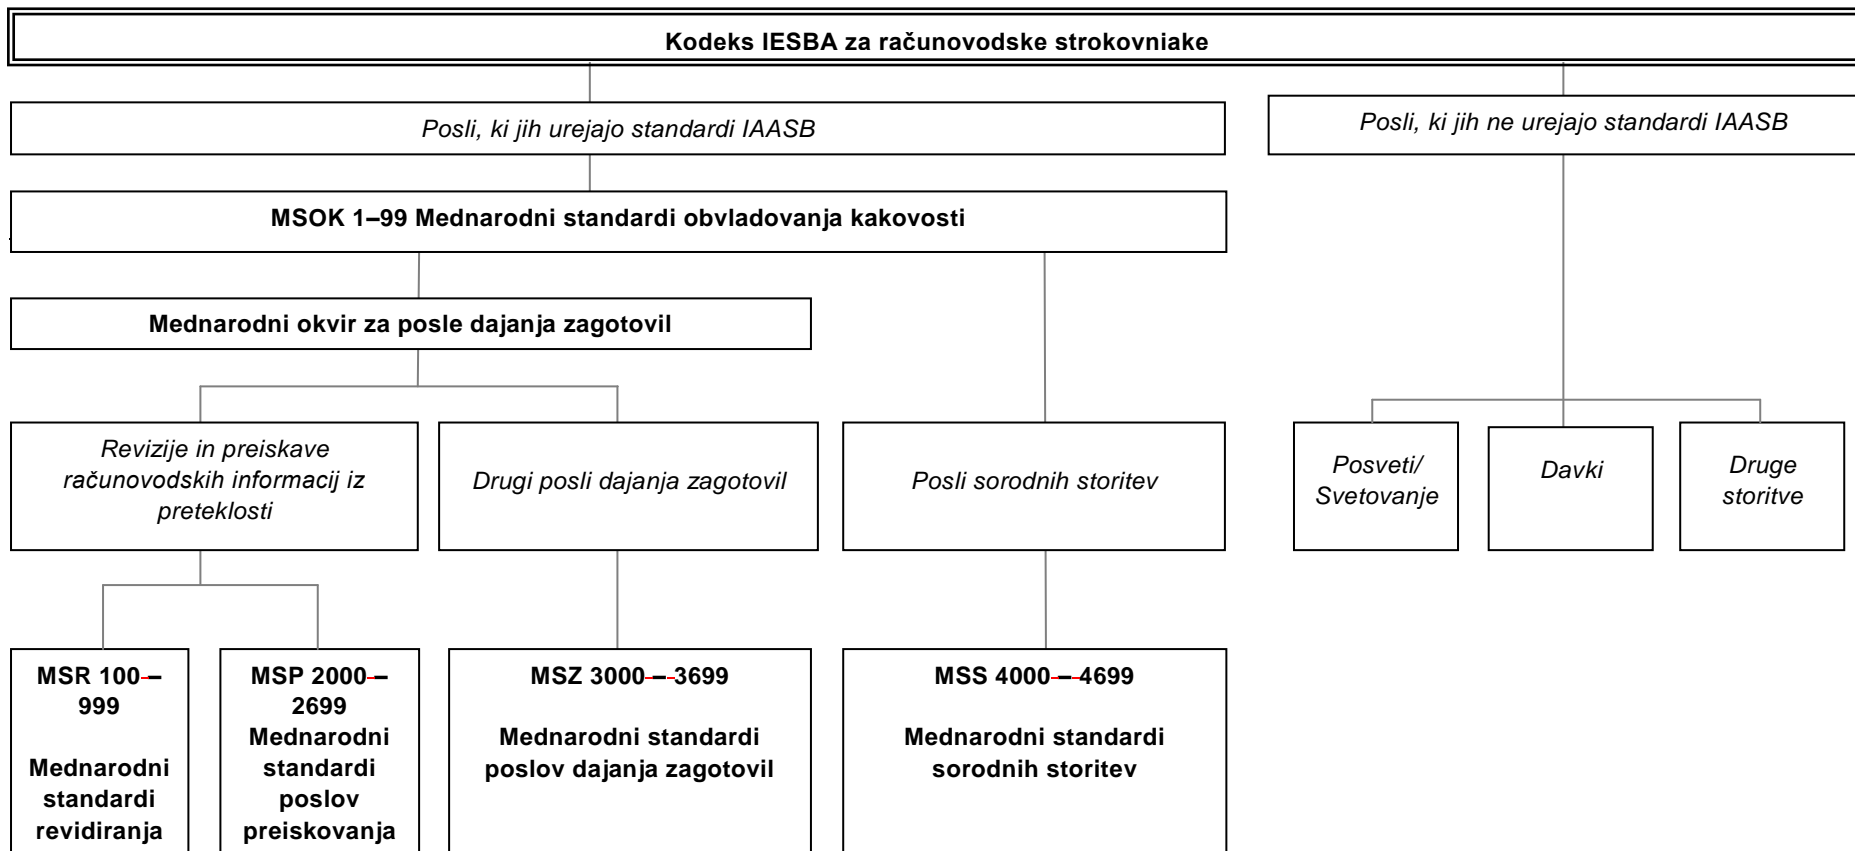 Kodeks IESBA za računovodske strokovniake
Posli, ki jih urejajo standardi IAASB
Posli, ki jih ne urejajo standardi IAASB
MSOK 1–99 Mednarodni standardi obvladovanja kakovosti
Mednarodni okvir za posle dajanja zagotovil
Revizije in preiskave
računovodskih informacij iz
preteklosti
Drugi posli dajanja zagotovil
Posli sorodnih storitev
Posveti/
Svetovanje
Davki
Druge
storitve
MSR 100–
999
Mednarodni
standardi
revidiranja
MSP 2000–
2699
Mednarodni
standardi
poslov
preiskovanja
MSZ 3000–3699
Mednarodni standardi
poslov dajanja zagotovil
MSS 4000–4699
Mednarodni standardi
sorodnih storitev